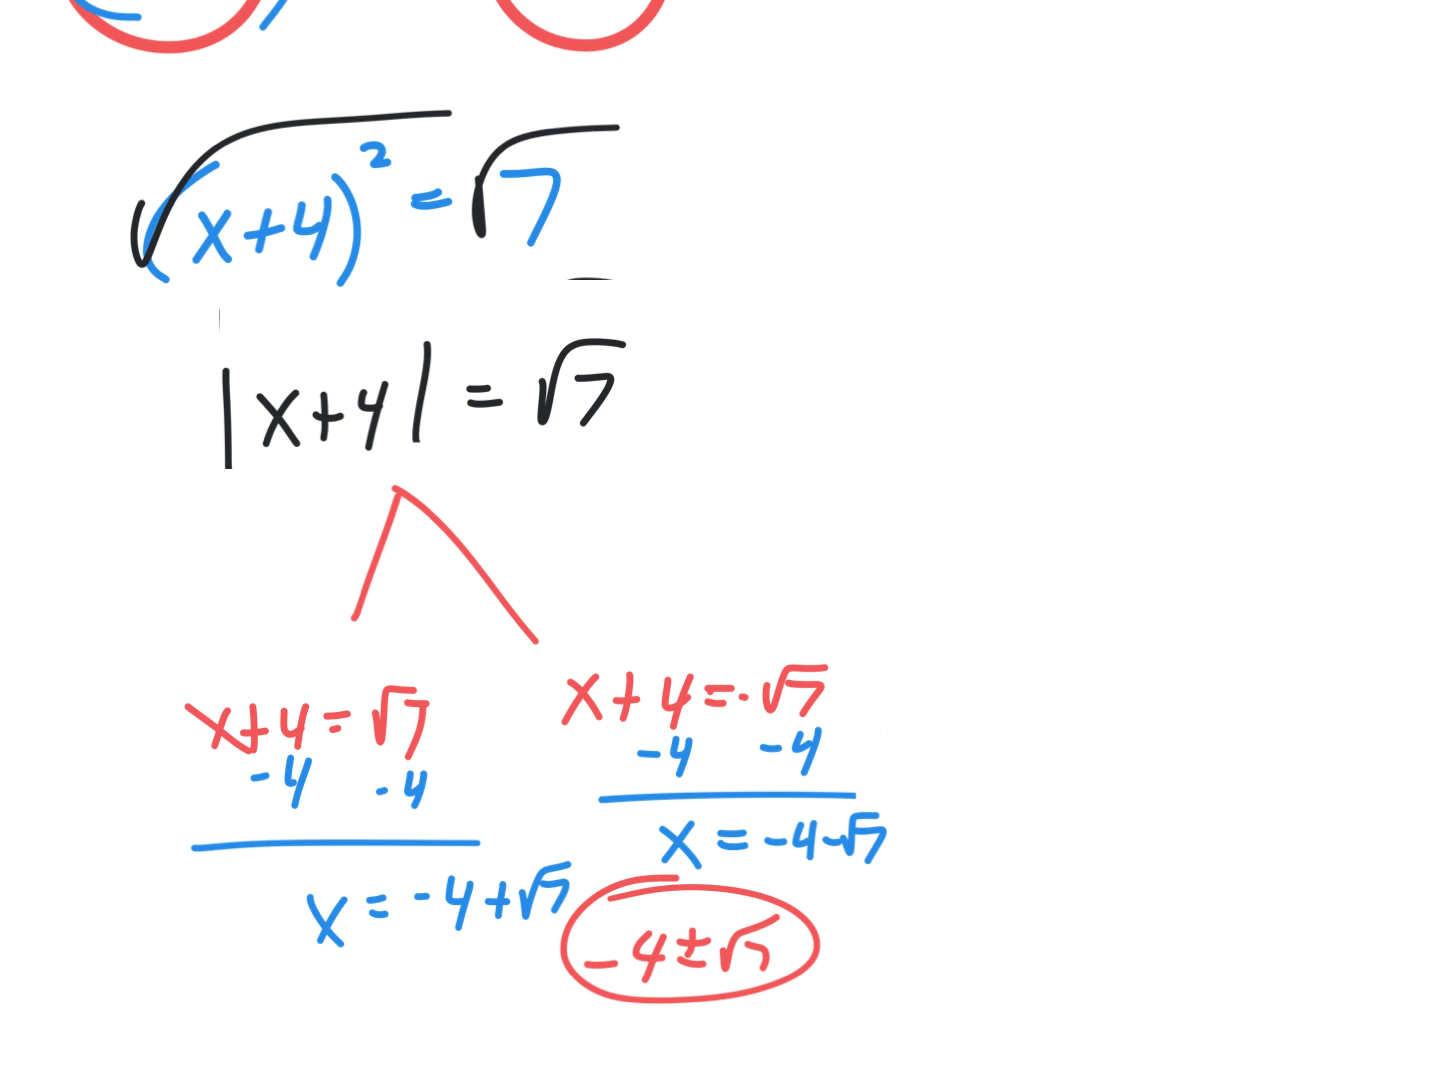 √(x+4)² = √7
|x+4| = √7
x+4 = √7
-4 -4
x = -4+√7
x+4 = -√7
-4 -4
x = -4-√7
-4±√7